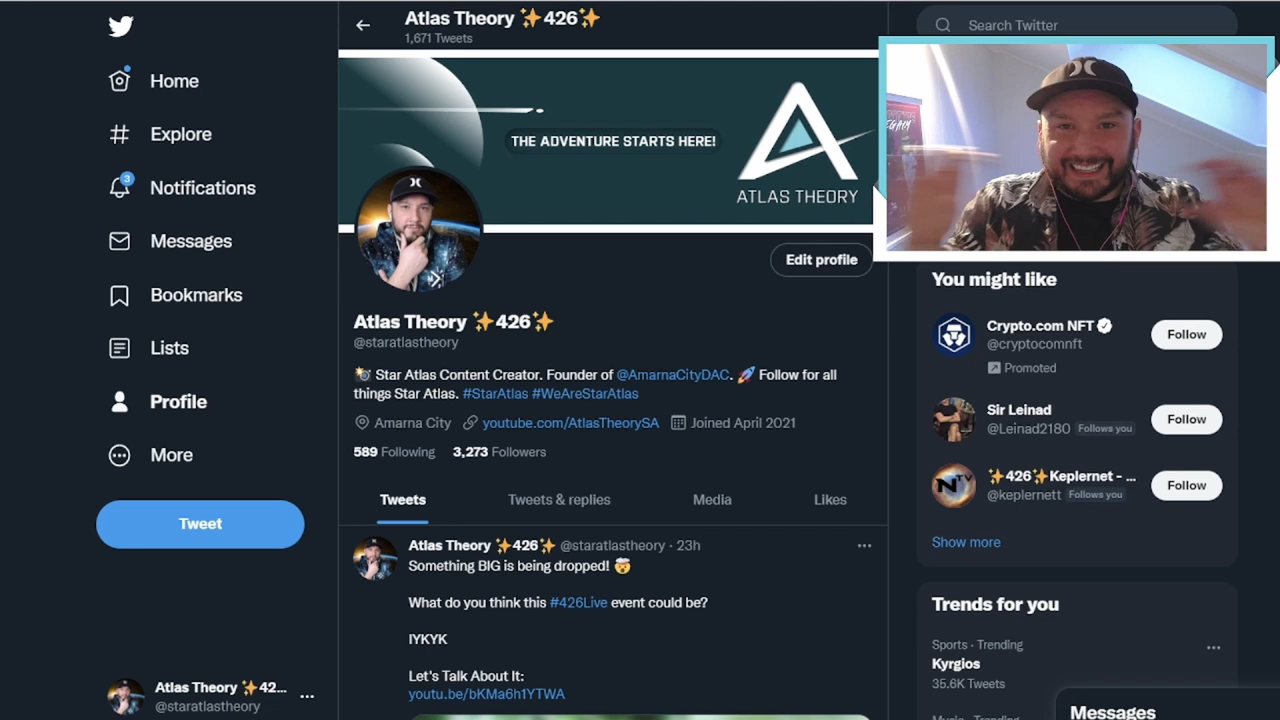 Atlas Theory ✨426✨
1,671 Tweets
Search Twitter
Home
Explore
3
Notifications
Messages
Bookmarks
Lists
Profile
More
Tweet
Atlas Theory ✨42...
@staratlastheory
THE ADVENTURE STARTS HERE!
ATLAS THEORY
Edit profile
Atlas Theory ✨426✨
@staratlastheory
📸 Star Atlas Content Creator. Founder of @AmarnaCityDAC. 🚀 Follow for all
things Star Atlas. #StarAtlas #WeAreStarAtlas
Amarna City youtube.com/AtlasTheorySA Joined April 2021
589 Following 3,273 Followers
Tweets Tweets & replies Media Likes
Atlas Theory ✨426✨ @staratlastheory · 23h
Something BIG is being dropped! 🤯
What do you think this #426Live event could be?
IYKYK
Let's Talk About It:
youtu.be/bKMa6h1YTWA
You might like
Crypto.com NFT
@cryptocomnft
Promoted
Follow
Sir Leinad
@Leinad2180 Follows you
Follow
✨426✨Keplernet - ...
@keplernett Follows you
Follow
Show more
Trends for you
Sports · Trending
Kyrgios
35.6K Tweets
Messages